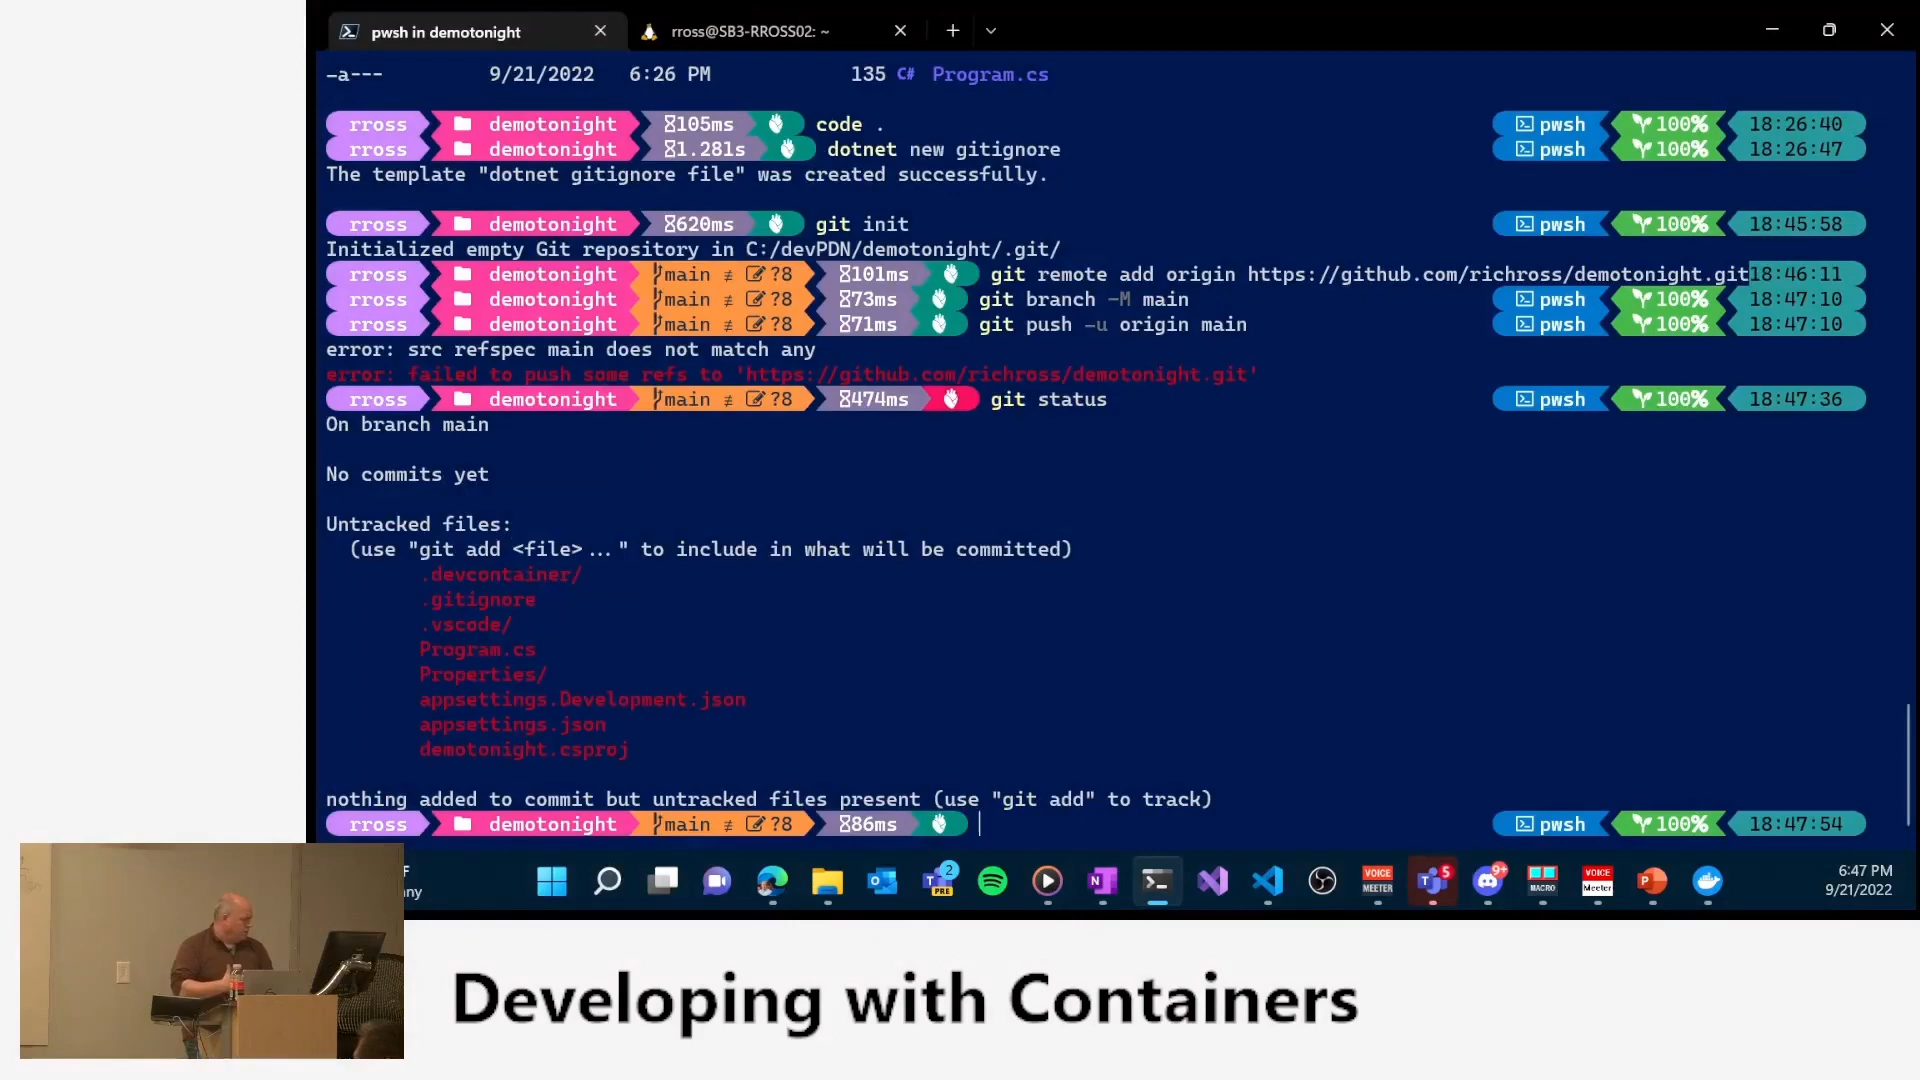 pwsh in demotonight
rross@SB3-RROSS02: ~
-a--- 9/21/2022 6:26 PM 135 C# Program.cs
rross demotonight 105ms code . pwsh 100% 18:26:40
rross demotonight 1.281s dotnet new gitignore pwsh 100% 18:26:47
The template "dotnet gitignore file" was created successfully.
rross demotonight 620ms git init pwsh 100% 18:45:58
Initialized empty Git repository in C:/devPDN/demotonight/.git/
rross demotonight main ≢ ?8 101ms git remote add origin https://github.com/richross/demotonight.git 18:46:11
rross demotonight main ≢ ?8 73ms git branch -M main pwsh 100% 18:47:10
rross demotonight main ≢ ?8 71ms git push -u origin main pwsh 100% 18:47:10
error: src refspec main does not match any
error: failed to push some refs to 'https://github.com/richross/demotonight.git'
rross demotonight main ≢ ?8 474ms git status pwsh 100% 18:47:36
On branch main
No commits yet
Untracked files:
(use "git add <file>..." to include in what will be committed)
.devcontainer/
.gitignore
.vscode/
Program.cs
Properties/
appsettings.Development.json
appsettings.json
demotonight.csproj
nothing added to commit but untracked files present (use "git add" to track)
rross demotonight main ≢ ?8 86ms pwsh 100% 18:47:54
F
ny
2
PRE
VOICE
MEETER
5
9+
MACRO
VOICE
Meeter
6:47 PM
9/21/2022
Developing with Containers